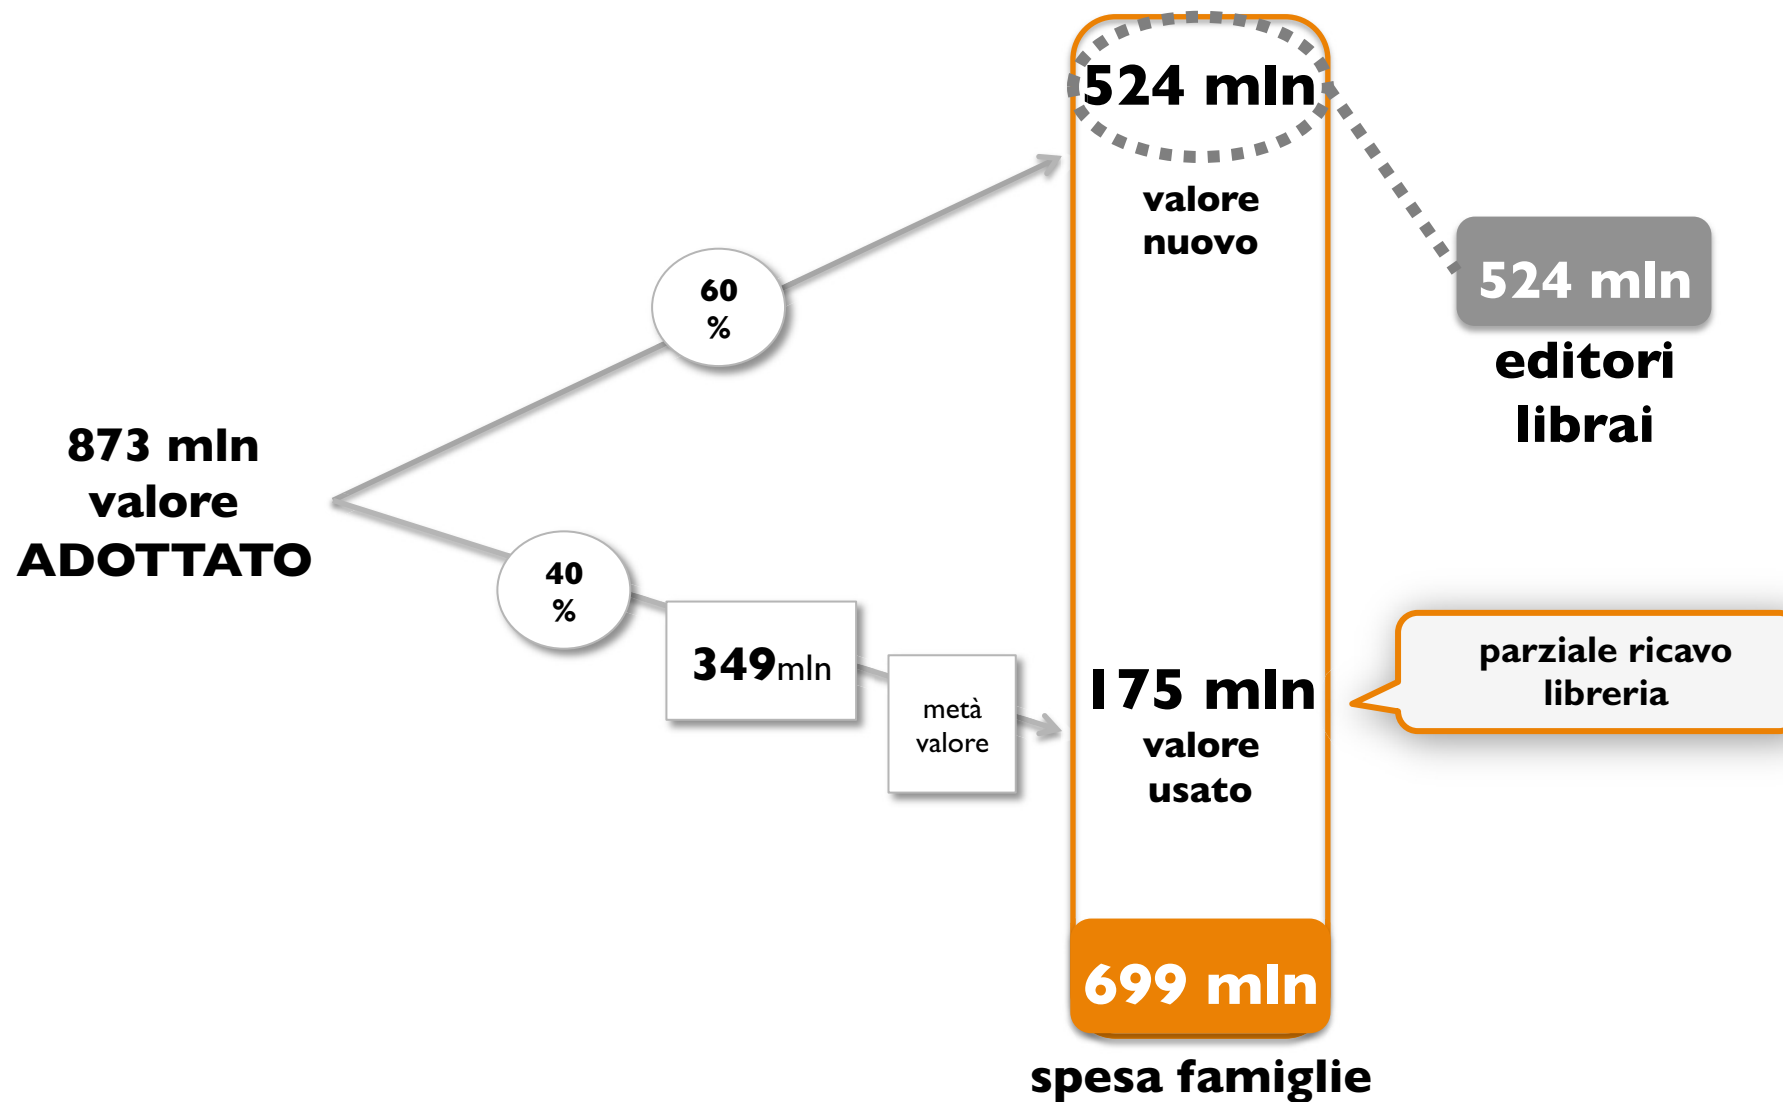 524 mln
valore
nuovo
60
%
524 mln
editori
librai
873 mln
valore
ADOTTATO
40
%
349mln
metà
valore
175 mln
valore
usato
parziale ricavo
libreria
699 mln
spesa famiglie